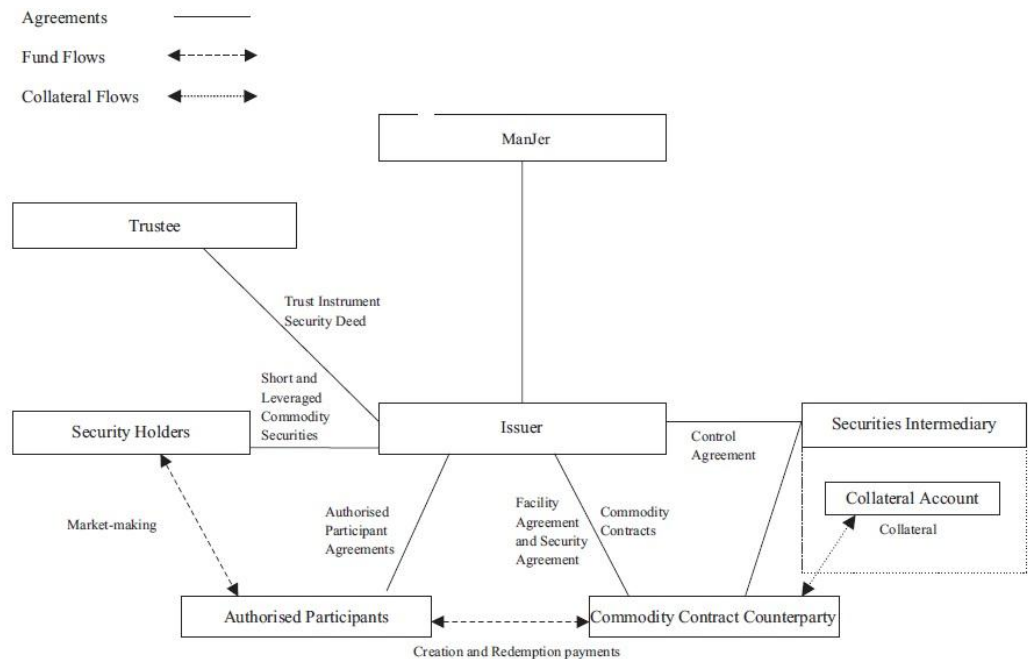 Agreements
Fund Flows
Collateral Flows
ManJer
Trustee
Trust Instrument
Security Deed
Short and
Leveraged
Commodity
Securities
Security Holders
Issuer
Securities Intermediary
Control
Agreement
Collateral Account
Collateral
Market-making
Authorised
Participant
Agreements
Facility
Agreement
and Security
Agreement
Commodity
Contracts
Authorised Participants
Commodity Contract Counterparty
Creation and Redemption payments